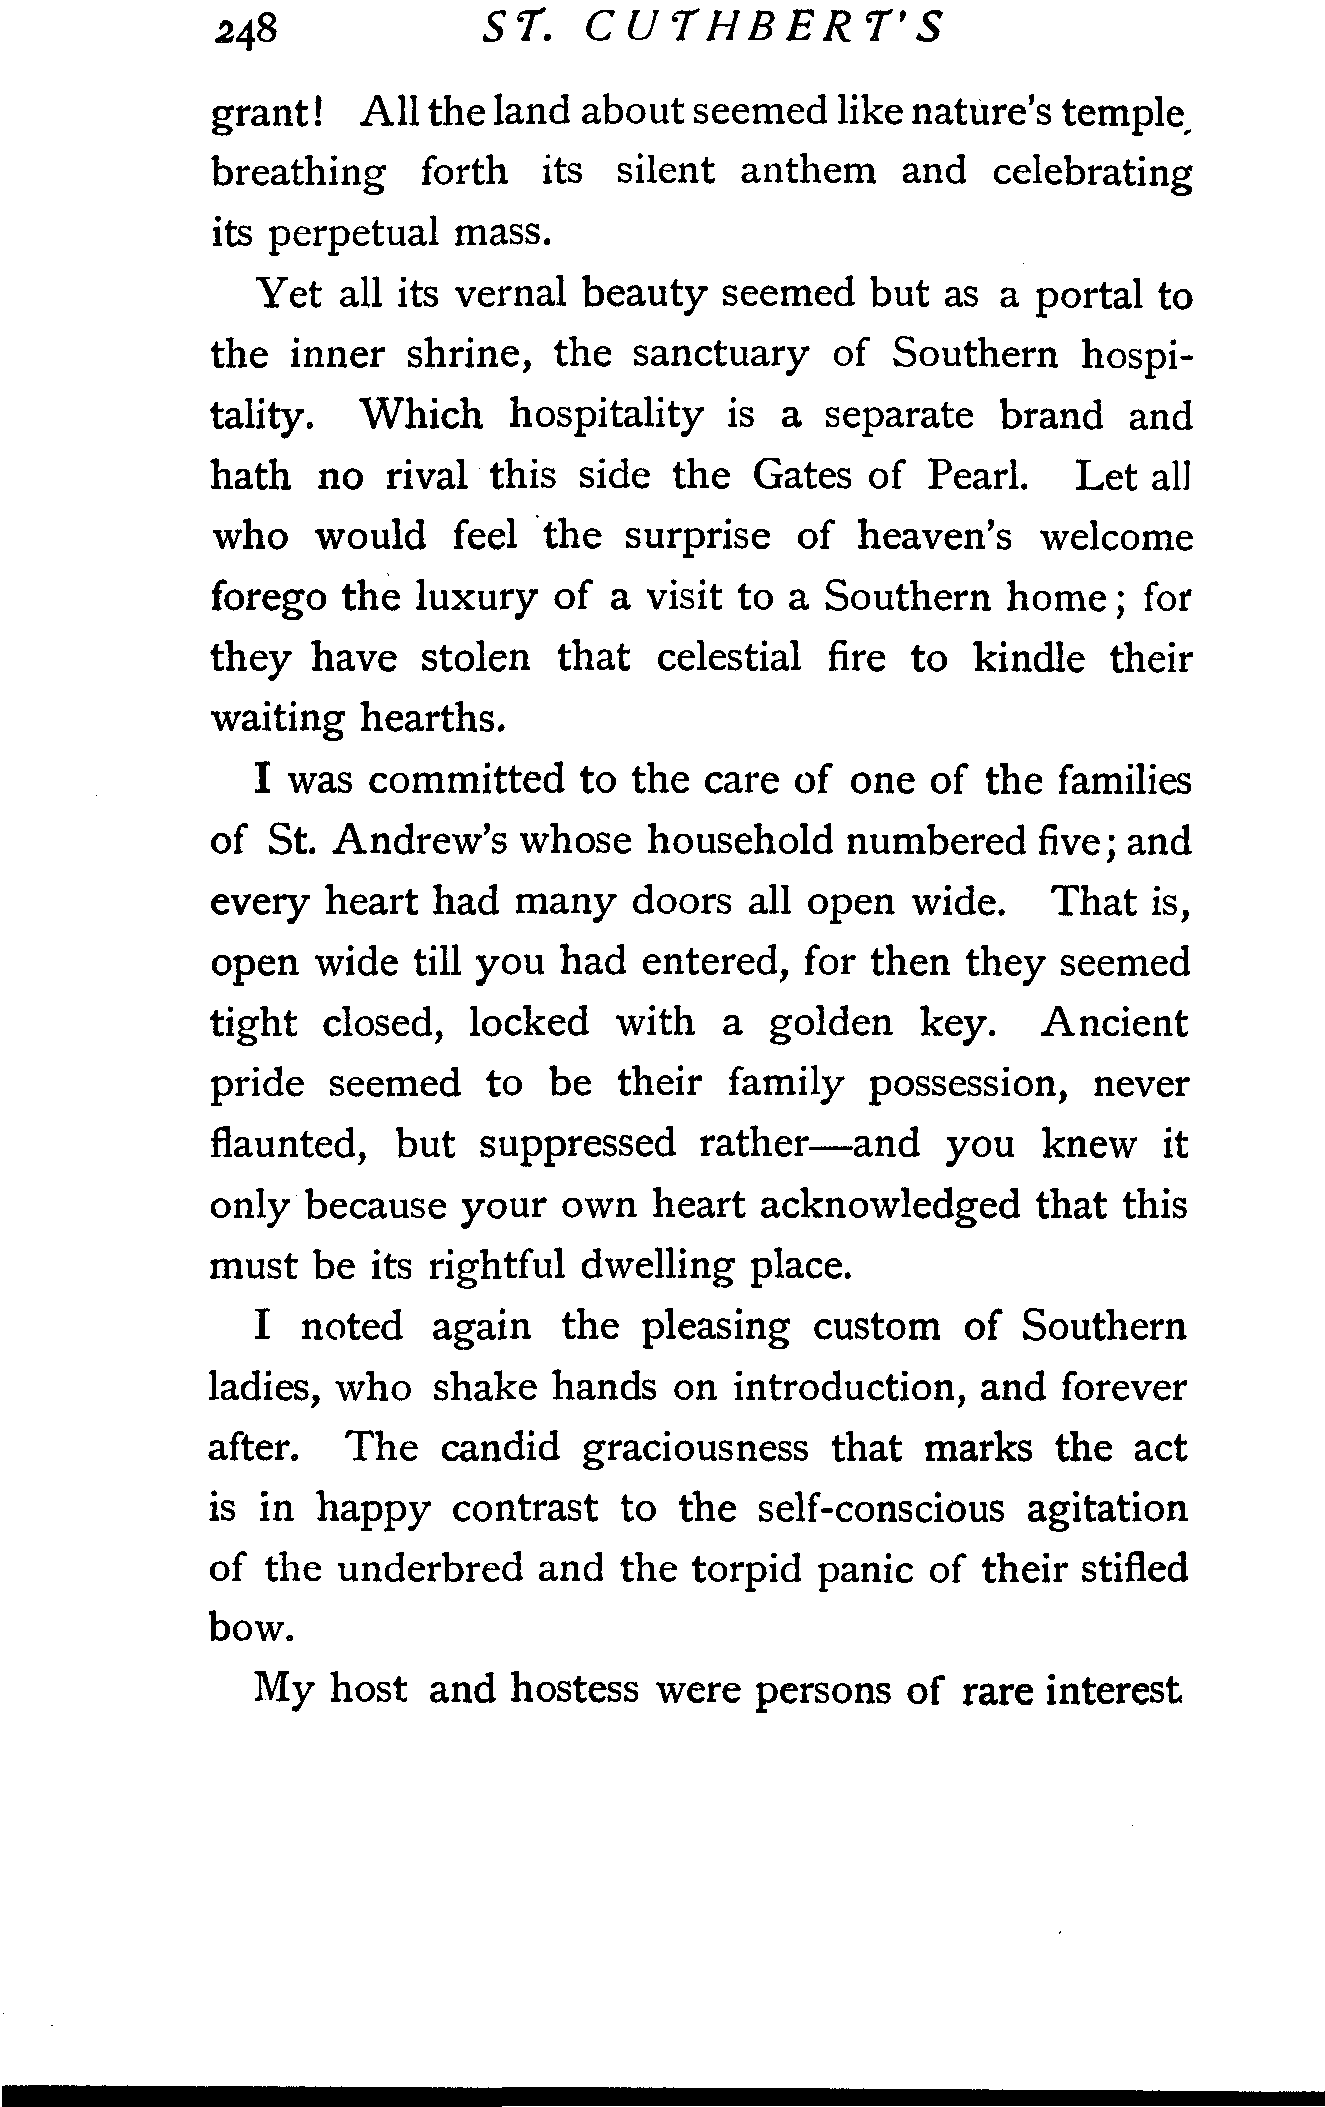 248 ST. CUTHBERT'S
grant! All the land about seemed like nature's temple,
breathing forth its silent anthem and celebrating
its perpetual mass.
Yet all its vernal beauty seemed but as a portal to
the inner shrine, the sanctuary of Southern hospi-
tality. Which hospitality is a separate brand and
hath no rival this side the Gates of Pearl. Let all
who would feel the surprise of heaven's welcome
forego the luxury of a visit to a Southern home; for
they have stolen that celestial fire to kindle their
waiting hearths.
I was committed to the care of one of the families
of St. Andrew's whose household numbered five; and
every heart had many doors all open wide. That is,
open wide till you had entered, for then they seemed
tight closed, locked with a golden key. Ancient
pride seemed to be their family possession, never
flaunted, but suppressed rather—and you knew it
only because your own heart acknowledged that this
must be its rightful dwelling place.
I noted again the pleasing custom of Southern
ladies, who shake hands on introduction, and forever
after. The candid graciousness that marks the act
is in happy contrast to the self-conscious agitation
of the underbred and the torpid panic of their stifled
bow.
My host and hostess were persons of rare interest